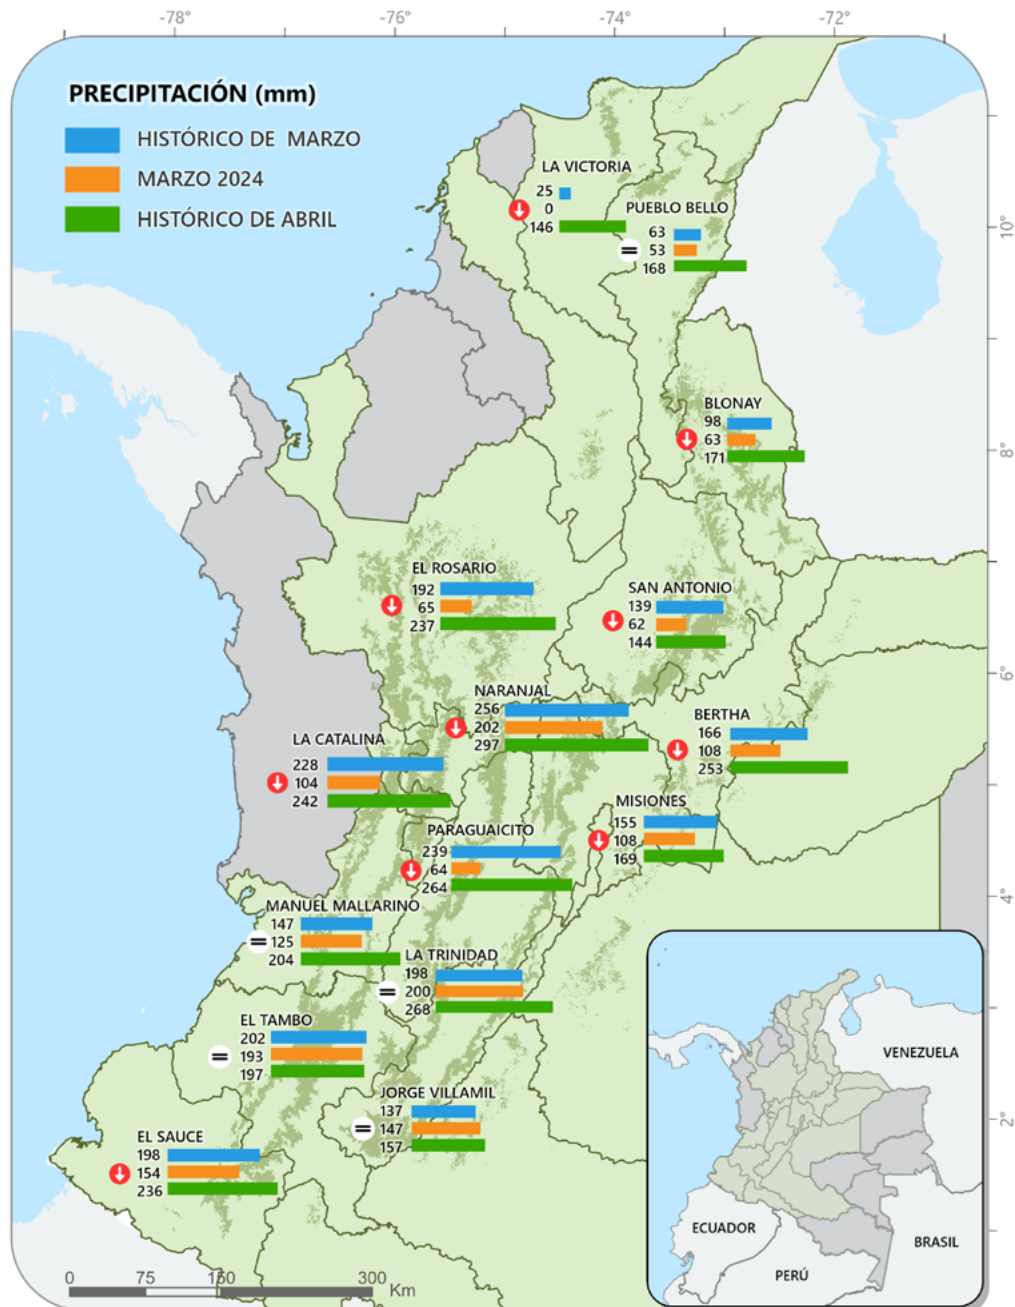 -78°
-76°
-74°
-72°
PRECIPITACIÓN (mm)
HISTÓRICO DE MARZO
MARZO 2024
HISTÓRICO DE ABRIL
LA VICTORIA
25
0
146
PUEBLO BELLO
63
53
168
10°
BLONAY
98
63
171
8°
EL ROSARIO
192
65
237
SAN ANTONIO
139
62
144
6°
NARANJAL
256
202
297
BERTHA
166
108
253
LA CATALINA
228
104
242
MISIONES
155
108
169
PARAGUAICITO
239
64
264
4°
MANUEL MALLARINO
147
125
204
LA TRINIDAD
198
200
268
EL TAMBO
202
193
197
JORGE VILLAMIL
137
147
157
2°
EL SAUCE
198
154
236
VENEZUELA
ECUADOR
BRASIL
PERÚ
0 75 150 300 Km